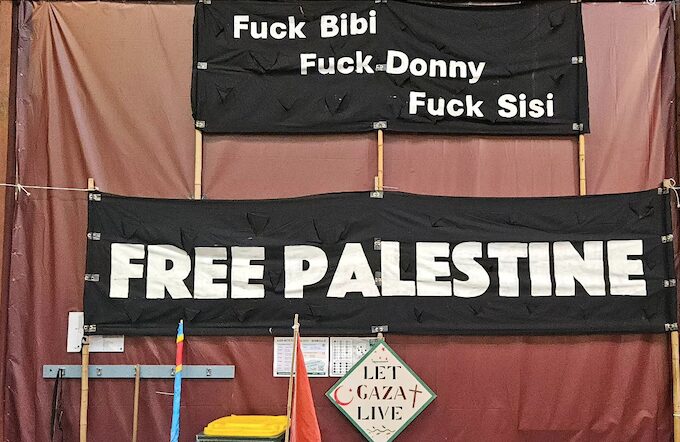 Fuck Bibi
Fuck Donny
Fuck Sisi
FREE PALESTINE
LET
GAZA
LIVE